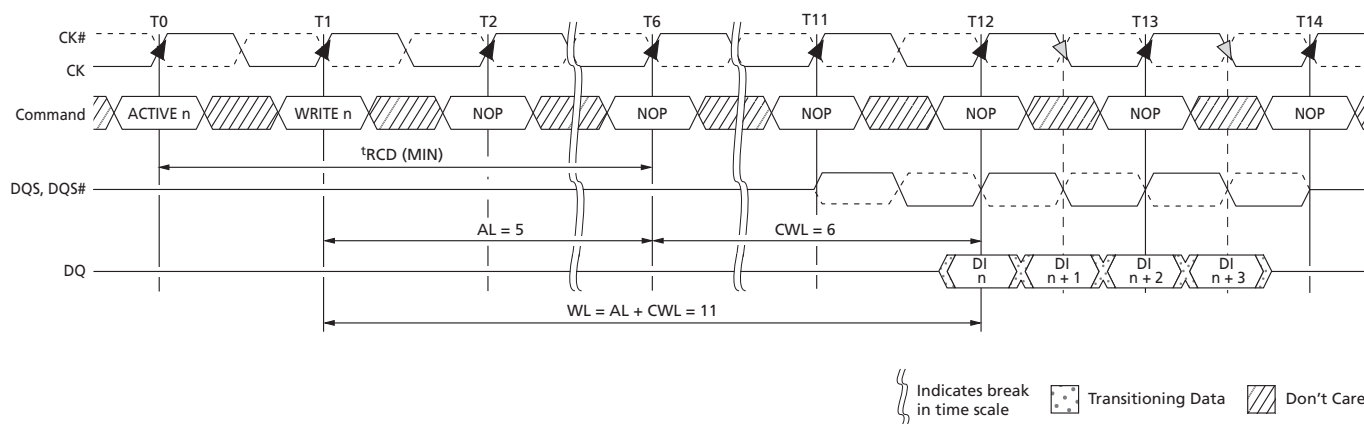 T0 T1 T2 T6 T11 T12 T13 T14
CK#
CK
Command ACTIVE n WRITE n NOP NOP NOP NOP NOP NOP
tRCD (MIN)
DQS, DQS#
AL = 5 CWL = 6
DQ DI n DI n + 1 DI n + 2 DI n + 3
WL = AL + CWL = 11
Indicates break in time scale
Transitioning Data
Don't Care